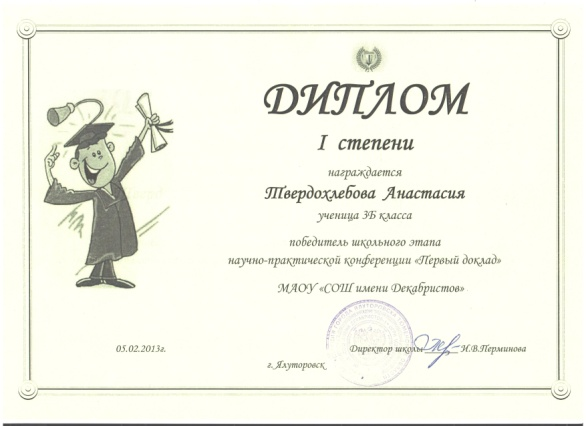 ДИПЛОМ
I степени
награждается
Твердохлебова Анастасия
ученица 3Б класса
победитель школьного этапа
научно-практической конференции «Первый доклад»
МАОУ «СОШ имени Декабристов»
05.02.2013г.
Директор школы
Н.В.Перминова
г. Ялуторовск